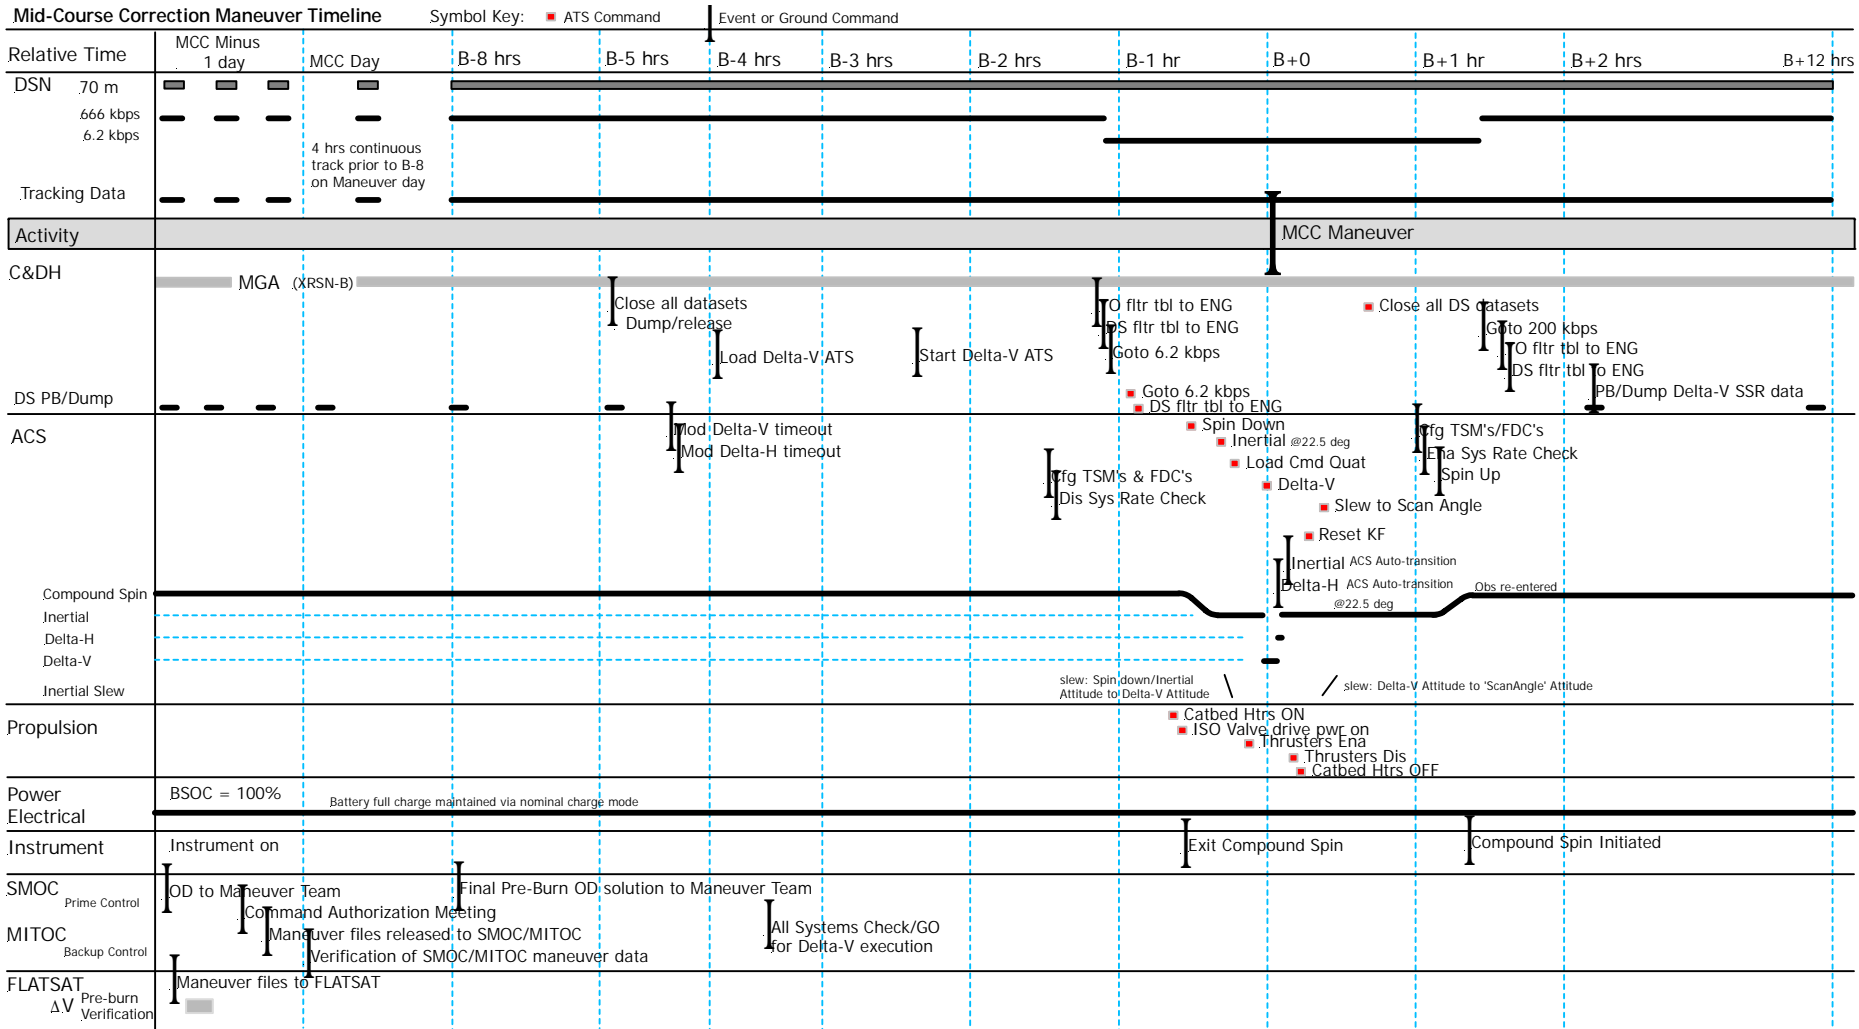 Mid-Course Correction Maneuver Timeline
Symbol Key: ATS Command Event or Ground Command
Relative Time
MCC Minus
1 day
MCC Day
B-8 hrs
B-5 hrs
B-4 hrs
B-3 hrs
B-2 hrs
B-1 hr
B+0
B+1 hr
B+2 hrs
B+12 hrs
DSN 70 m
666 kbps
6.2 kbps
4 hrs continuous
track prior to B-8
on Maneuver day
Tracking Data
Activity
MCC Maneuver
C&DH
MGA (XRSN-B)
Close all datasets
Dump/release
Load Delta-V ATS
Start Delta-V ATS
IO fltr tbl to ENG
DS fltr tbl to ENG
Goto 6.2 kbps
Goto 6.2 kbps
DS fltr tbl to ENG
Close all DS datasets
Goto 200 kbps
IO fltr tbl to ENG
DS fltr tbl to ENG
PB/Dump Delta-V SSR data
DS PB/Dump
ACS
Mod Delta-V timeout
Mod Delta-H timeout
Cfg TSM's & FDC's
Dis Sys Rate Check
Spin Down
Inertial @22.5 deg
Load Cmd Quat
Delta-V
Slew to Scan Angle
Reset KF
Inertial ACS Auto-transition
Delta-H ACS Auto-transition
@22.5 deg
Cfg TSM's/FDC's
Ena Sys Rate Check
Spin Up
Obs re-entered
Compound Spin
Inertial
Delta-H
Delta-V
Inertial Slew
slew: Spin down/Inertial
Attitude to Delta-V Attitude
slew: Delta-V Attitude to 'ScanAngle' Attitude
Propulsion
Catbed Htrs ON
ISO Valve drive pwr on
Thrusters Ena
Thrusters Dis
Catbed Htrs OFF
Power
Electrical
BSOC = 100%
Battery full charge maintained via nominal charge mode
Instrument
Instrument on
Exit Compound Spin
Compound Spin Initiated
SMOC
Prime Control
MITOC
Backup Control
OD to Maneuver Team
Command Authorization Meeting
Maneuver files released to SMOC/MITOC
Verification of SMOC/MITOC maneuver data
Final Pre-Burn OD solution to Maneuver Team
All Systems Check/GO
for Delta-V execution
FLATSAT
ΔV Pre-burn
Verification
Maneuver files to FLATSAT